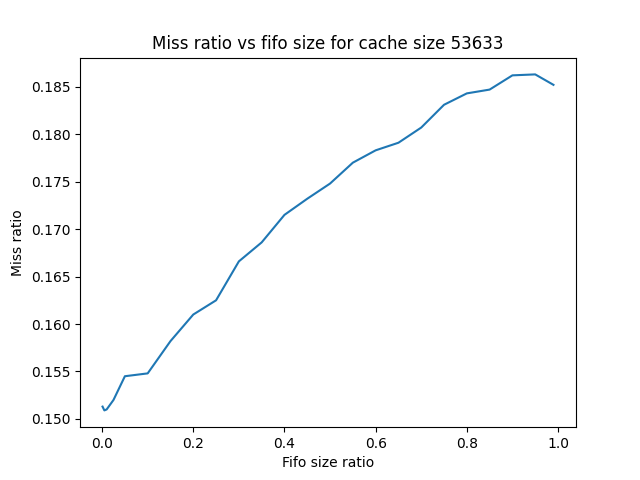 Miss ratio vs fifo size for cache size 53633
0.185
0.180
0.175
0.170
0.165
0.160
0.155
0.150
Miss ratio
0.0 0.2 0.4 0.6 0.8 1.0
Fifo size ratio